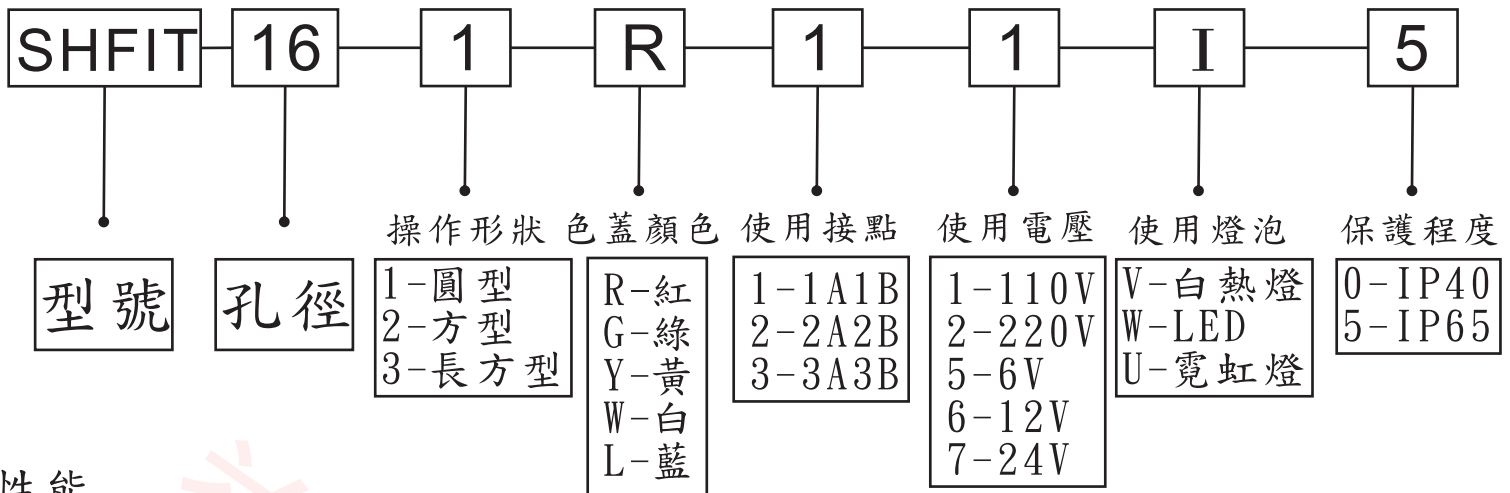 SHFIT 16 1 R 1 1 I 5
型號
孔徑
操作形狀
1-圓型
2-方型
3-長方型
色蓋顏色
R-紅
G-綠
Y-黃
W-白
L-藍
使用接點
1-1A1B
2-2A2B
3-3A3B
使用電壓
1-110V
2-220V
5-6V
6-12V
7-24V
使用燈泡
V-白熱燈
W-LED
U-霓虹燈
保護程度
0-IP40
5-IP65
性能